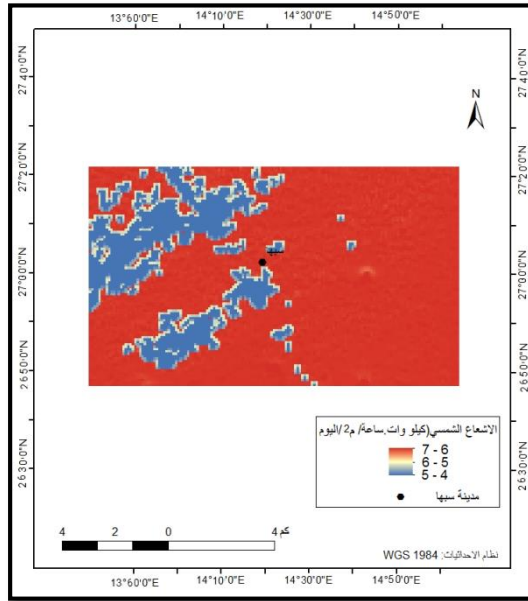 13°60'0"E 14°10'0"E 14°30'0"E 14°50'0"E
27°40'0"N 27°40'0"N
N
27°20'0"N 27°20'0"N
27°00'0"N 27°00'0"N
26°50'0"N 26°50'0"N
26°30'0"N 26°30'0"N
الاشعاع الشمسي(كيلو وات.ساعة/ م2 /اليوم
7 - 6
6 - 5
5 - 4
مدينة سبها
4 2 0 4 كم
نظام الاحداثيات: WGS 1984
13°60'0"E 14°10'0"E 14°30'0"E 14°50'0"E